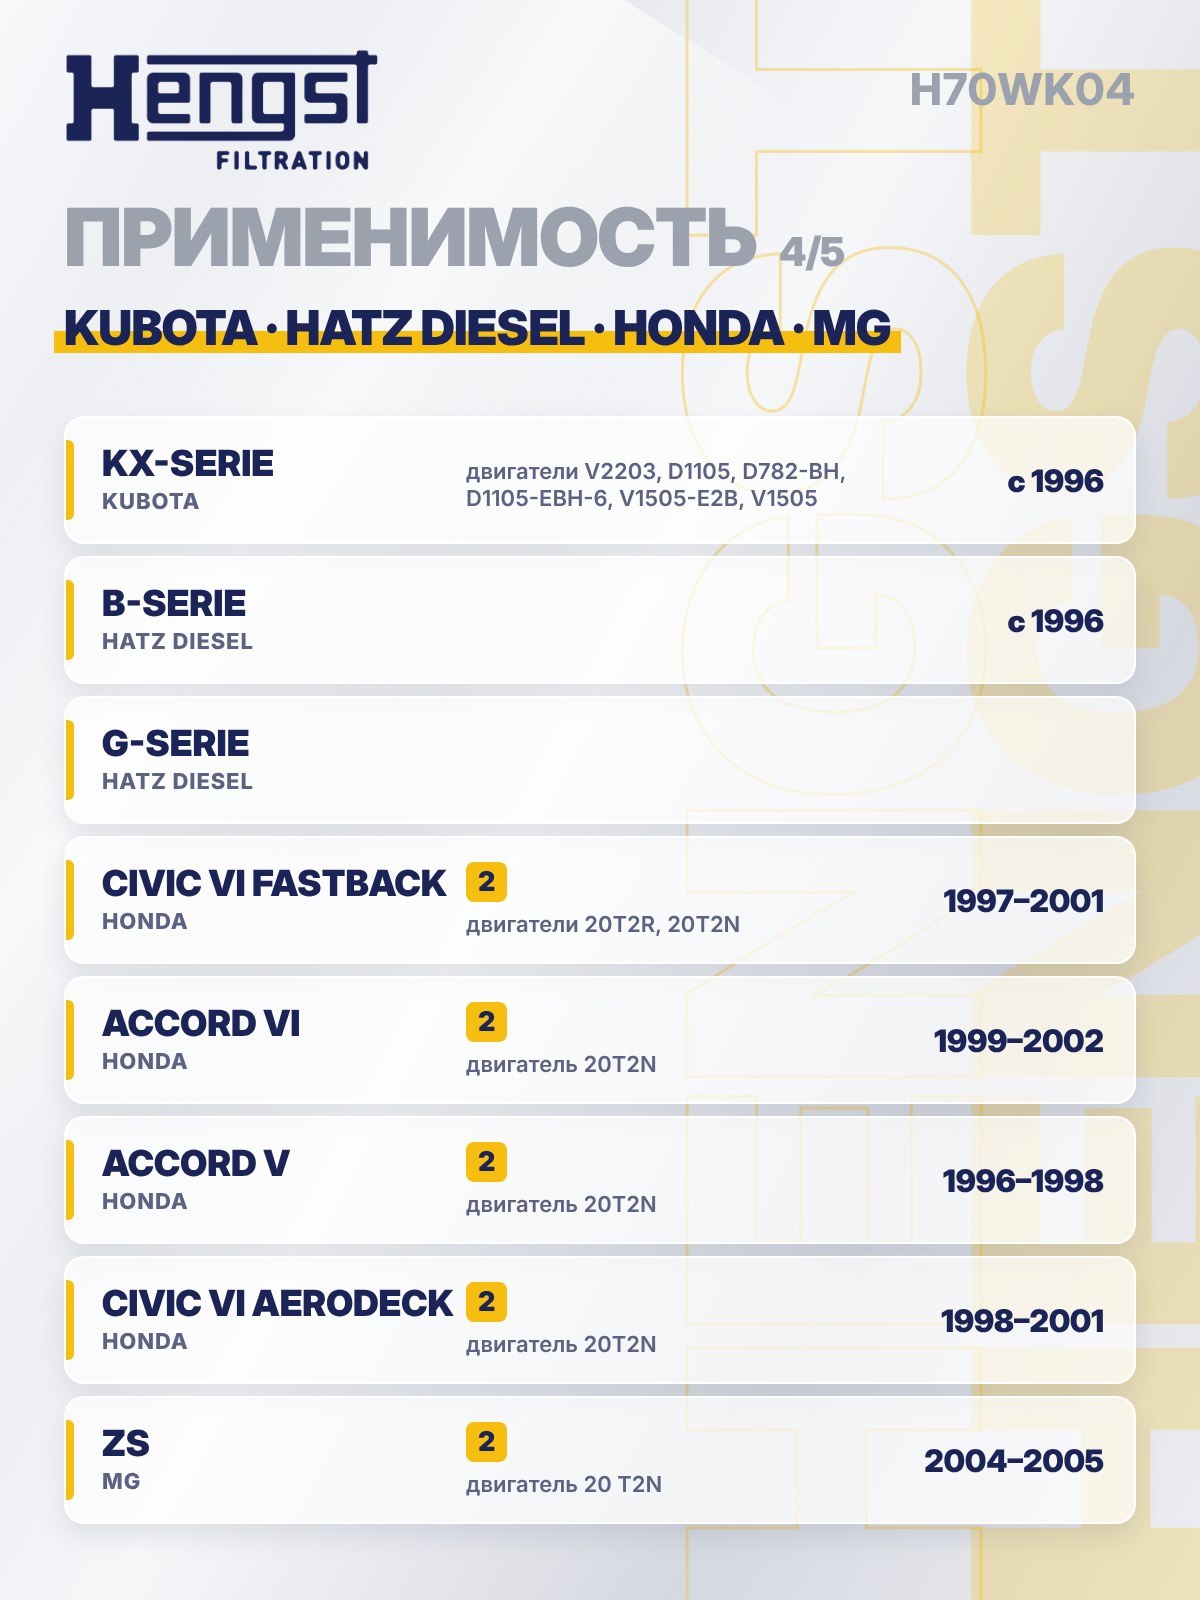 Hengst
FILTRATION
H70WK04
ПРИМЕНИМОСТЬ 4/5
KUBOTA · HATZ DIESEL · HONDA · MG
KX-SERIE
KUBOTA
двигатели V2203, D1105, D782-BH,
D1105-EBH-6, V1505-E2B, V1505
с 1996
B-SERIE
HATZ DIESEL
с 1996
G-SERIE
HATZ DIESEL
CIVIC VI FASTBACK
HONDA
2
двигатели 20T2R, 20T2N
1997–2001
ACCORD VI
HONDA
2
двигатель 20T2N
1999–2002
ACCORD V
HONDA
2
двигатель 20T2N
1996–1998
CIVIC VI AERODECK
HONDA
2
двигатель 20T2N
1998–2001
ZS
MG
2
двигатель 20 T2N
2004–2005
HENGST
HENGST